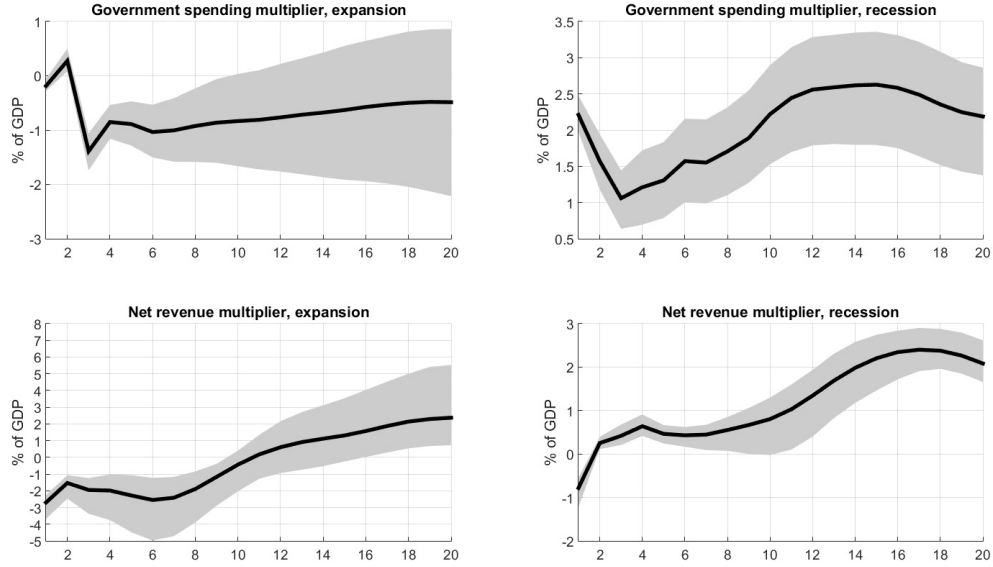 Government spending multiplier, expansion
1
0
-1
-2
-3
% of GDP
2 4 6 8 10 12 14 16 18 20
Government spending multiplier, recession
3.5
3
2.5
2
1.5
1
0.5
% of GDP
2 4 6 8 10 12 14 16 18 20
Net revenue multiplier, expansion
8
7
6
5
4
3
2
1
0
-1
-2
-3
-4
-5
% of GDP
2 4 6 8 10 12 14 16 18 20
Net revenue multiplier, recession
3
2
1
0
-1
-2
% of GDP
2 4 6 8 10 12 14 16 18 20